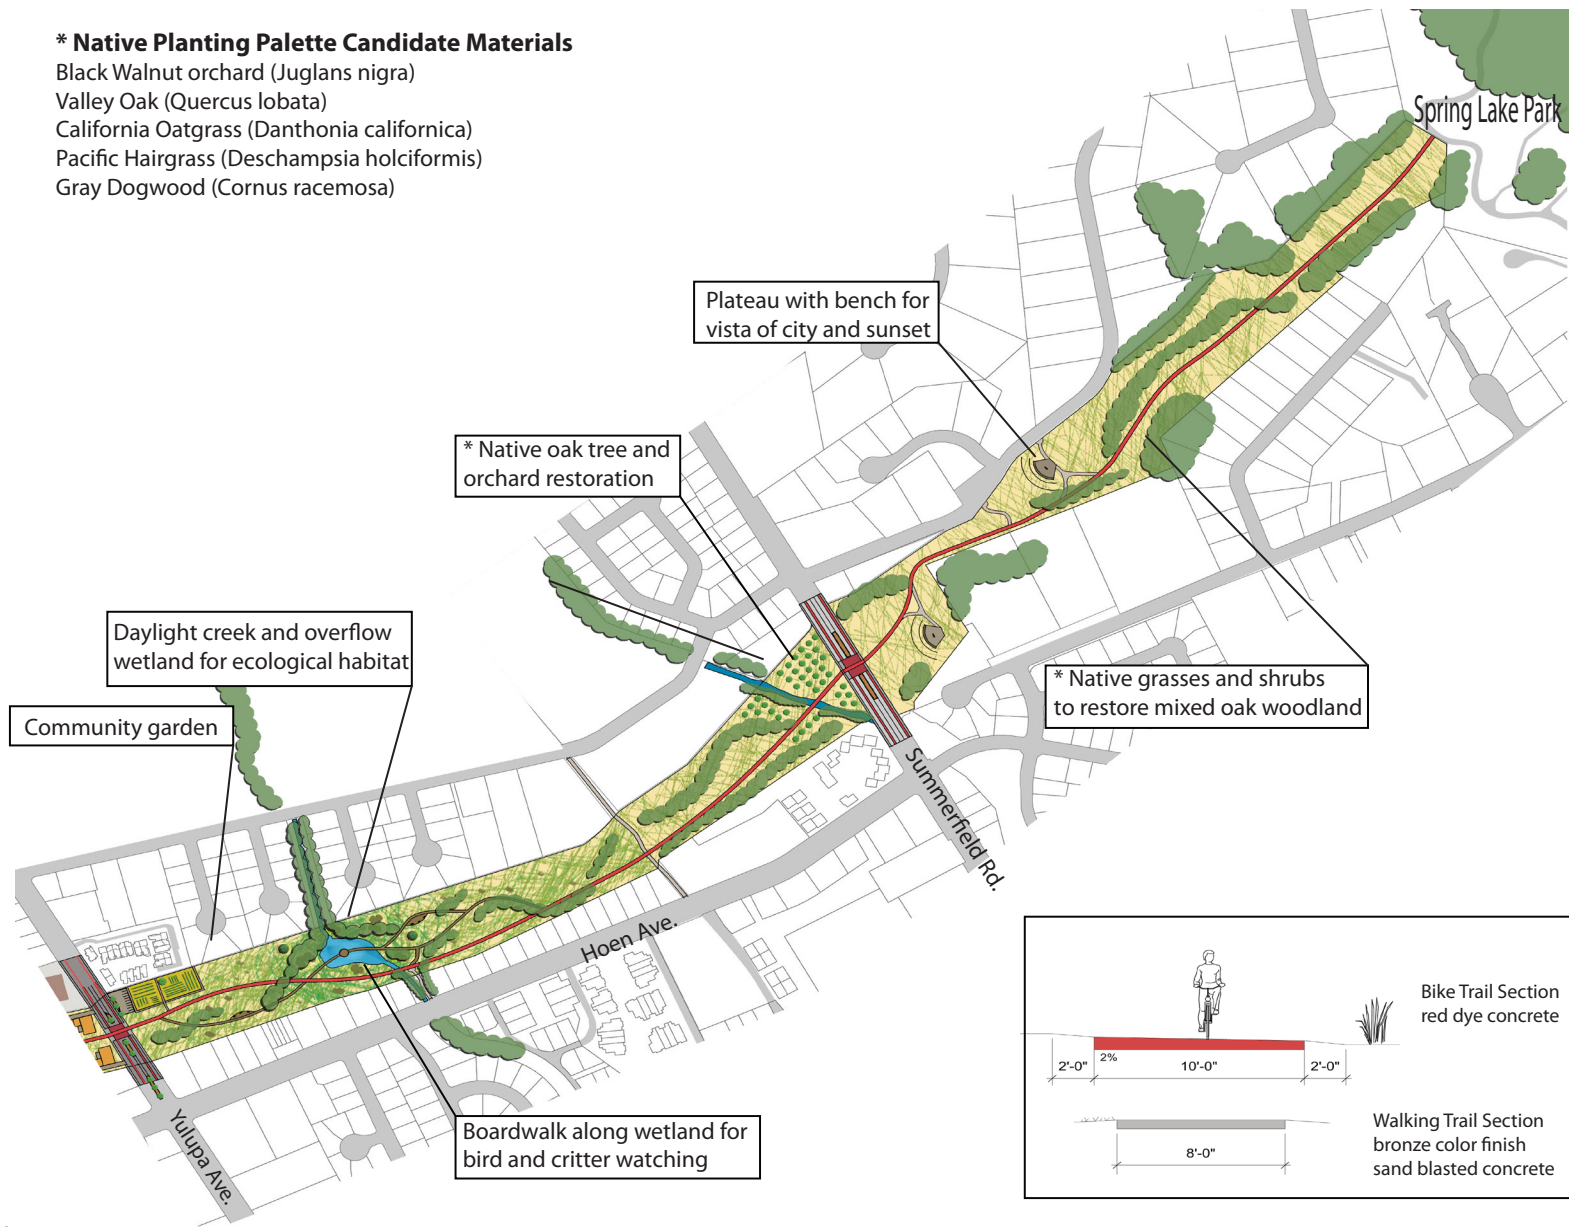 * Native Planting Palette Candidate Materials
Black Walnut orchard (Juglans nigra)
Valley Oak (Quercus lobata)
California Oatgrass (Danthonia californica)
Pacific Hairgrass (Deschampsia holciformis)
Gray Dogwood (Cornus racemosa)
Spring Lake Park
Plateau with bench for
vista of city and sunset
* Native oak tree and
orchard restoration
Daylight creek and overflow
wetland for ecological habitat
Community garden
* Native grasses and shrubs
to restore mixed oak woodland
Summerfield Rd.
Hoen Ave.
Yulupa Ave.
Boardwalk along wetland for
bird and critter watching
Bike Trail Section
red dye concrete
2'-0"
2%
10'-0"
2'-0"
Walking Trail Section
bronze color finish
sand blasted concrete
8'-0"